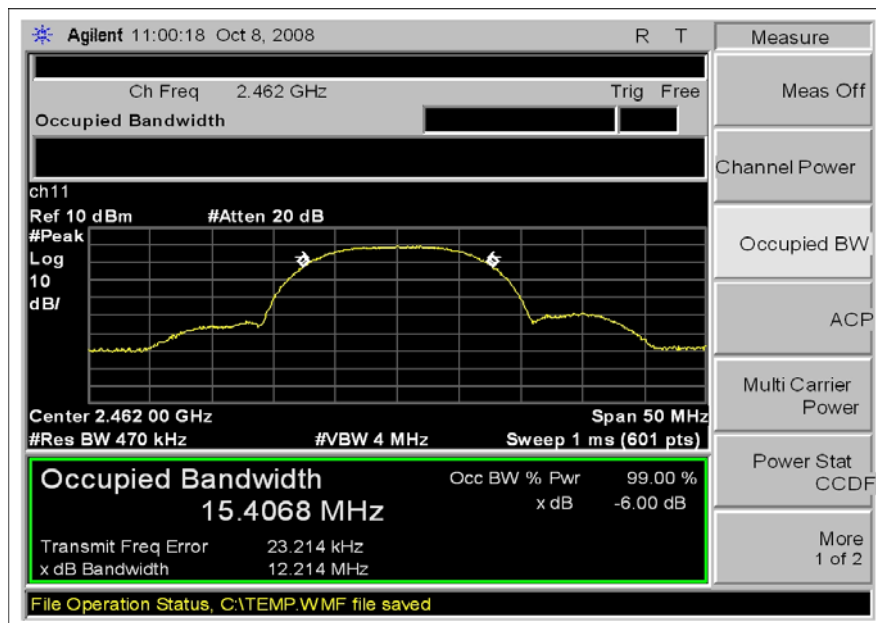 Agilent 11:00:18 Oct 8, 2008 R T
Measure
Ch Freq 2.462 GHz Trig Free
Occupied Bandwidth
Meas Off
Channel Power
Occupied BW
ACP
Multi Carrier
Power
Power Stat
CCDF
More
1 of 2
ch11
Ref 10 dBm #Atten 20 dB
#Peak
Log
10
dB/
Center 2.462 00 GHz Span 50 MHz
#Res BW 470 kHz #VBW 4 MHz Sweep 1 ms (601 pts)
Occupied Bandwidth
15.4068 MHz
Occ BW % Pwr 99.00 %
x dB -6.00 dB
Transmit Freq Error 23.214 kHz
x dB Bandwidth 12.214 MHz
File Operation Status, C:\TEMP.WMF file saved